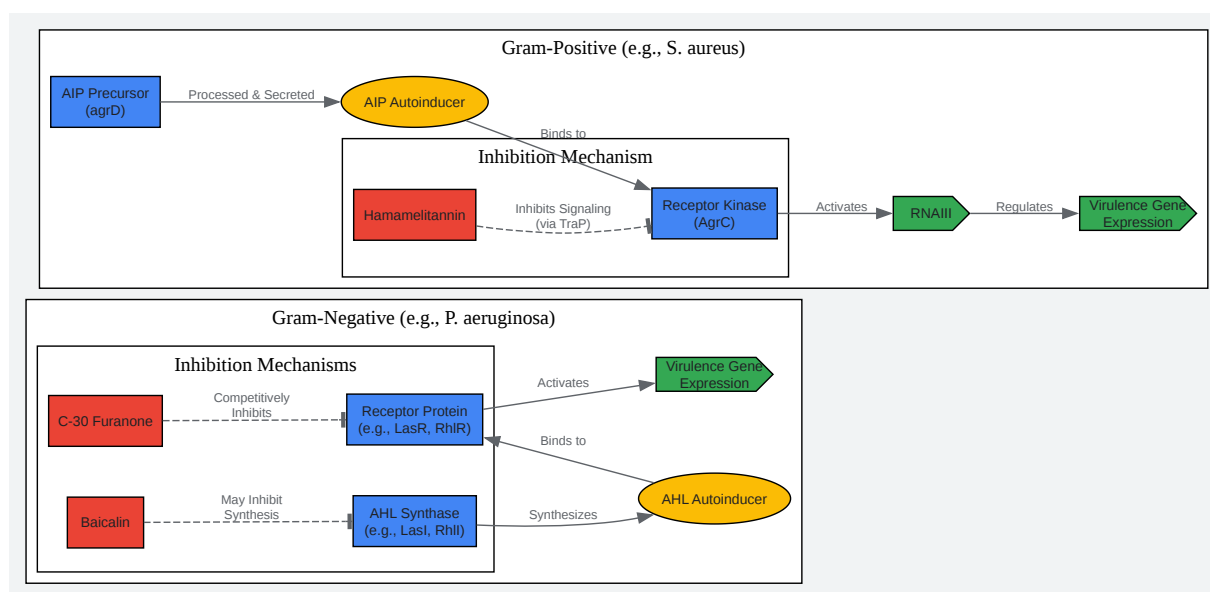 Gram-Positive (e.g., S. aureus)
AIP Precursor
(agrD)
Processed & Secreted
AIP Autoinducer
Binds to
Inhibition Mechanism
Hamamelitannin
Inhibits Signaling
(via TraP)
Receptor Kinase
(AgrC)
Activates
RNAIII
Regulates
Virulence Gene
Expression
Gram-Negative (e.g., P. aeruginosa)
Inhibition Mechanisms
C-30 Furanone
Competitively
Inhibits
Receptor Protein
(e.g., LasR, RhlR)
Activates
Virulence Gene
Expression
Binds to
Baicalin
May Inhibit
Synthesis
AHL Synthase
(e.g., LasI, RhlI)
Synthesizes
AHL Autoinducer